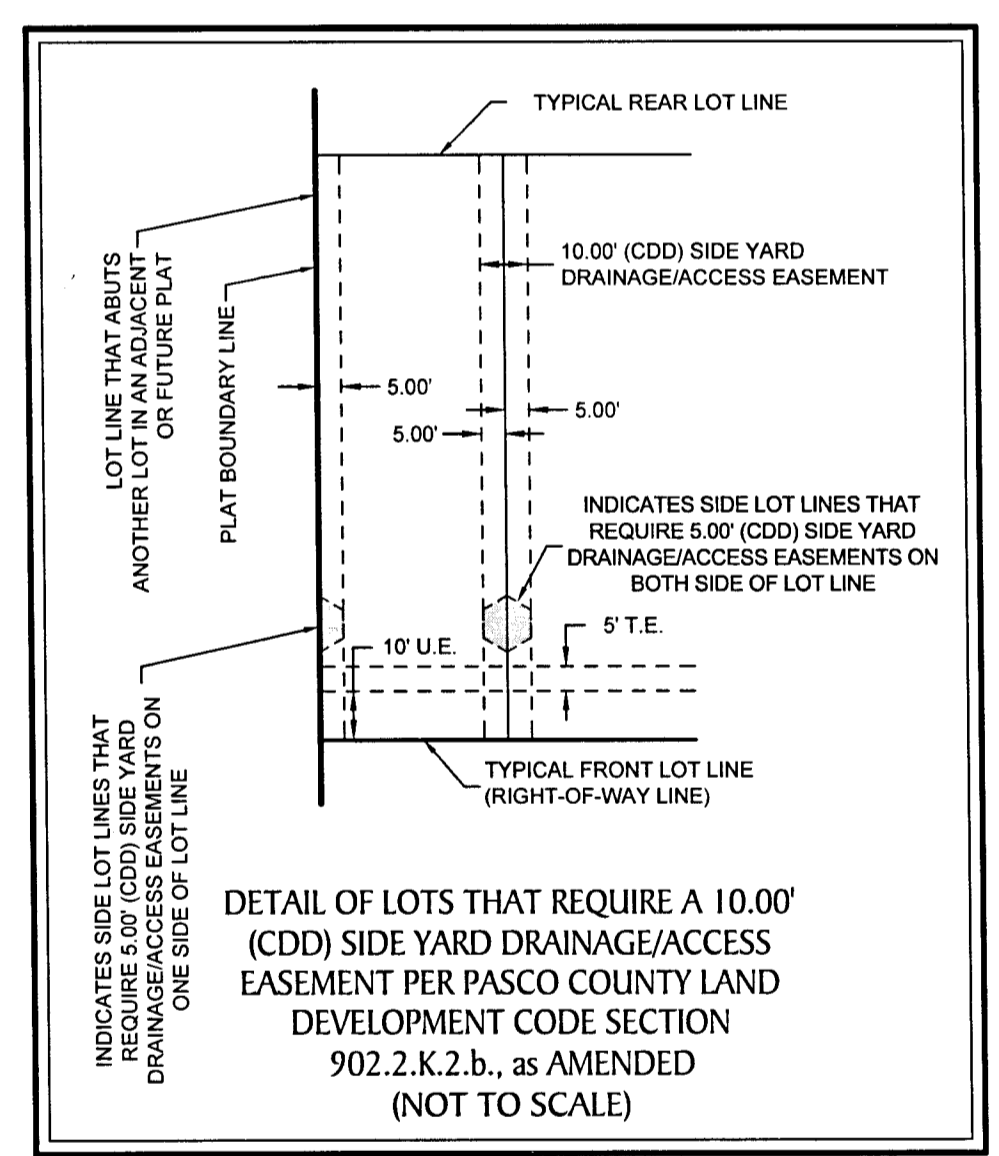 TYPICAL REAR LOT LINE
LOT LINE THAT ABUTS
ANOTHER LOT IN AN ADJACENT
OR FUTURE PLAT
PLAT BOUNDARY LINE
10.00' (CDD) SIDE YARD
DRAINAGE/ACCESS EASEMENT
5.00'
5.00'
5.00'
INDICATES SIDE LOT LINES THAT
REQUIRE 5.00' (CDD) SIDE YARD
DRAINAGE/ACCESS EASEMENTS ON
BOTH SIDE OF LOT LINE
5' T.E.
10' U.E.
INDICATES SIDE LOT LINES THAT
REQUIRE 5.00' (CDD) SIDE YARD
DRAINAGE/ACCESS EASEMENTS ON
ONE SIDE OF LOT LINE
TYPICAL FRONT LOT LINE
(RIGHT-OF-WAY LINE)
DETAIL OF LOTS THAT REQUIRE A 10.00'
(CDD) SIDE YARD DRAINAGE/ACCESS
EASEMENT PER PASCO COUNTY LAND
DEVELOPMENT CODE SECTION
902.2.K.2.b., as AMENDED
(NOT TO SCALE)